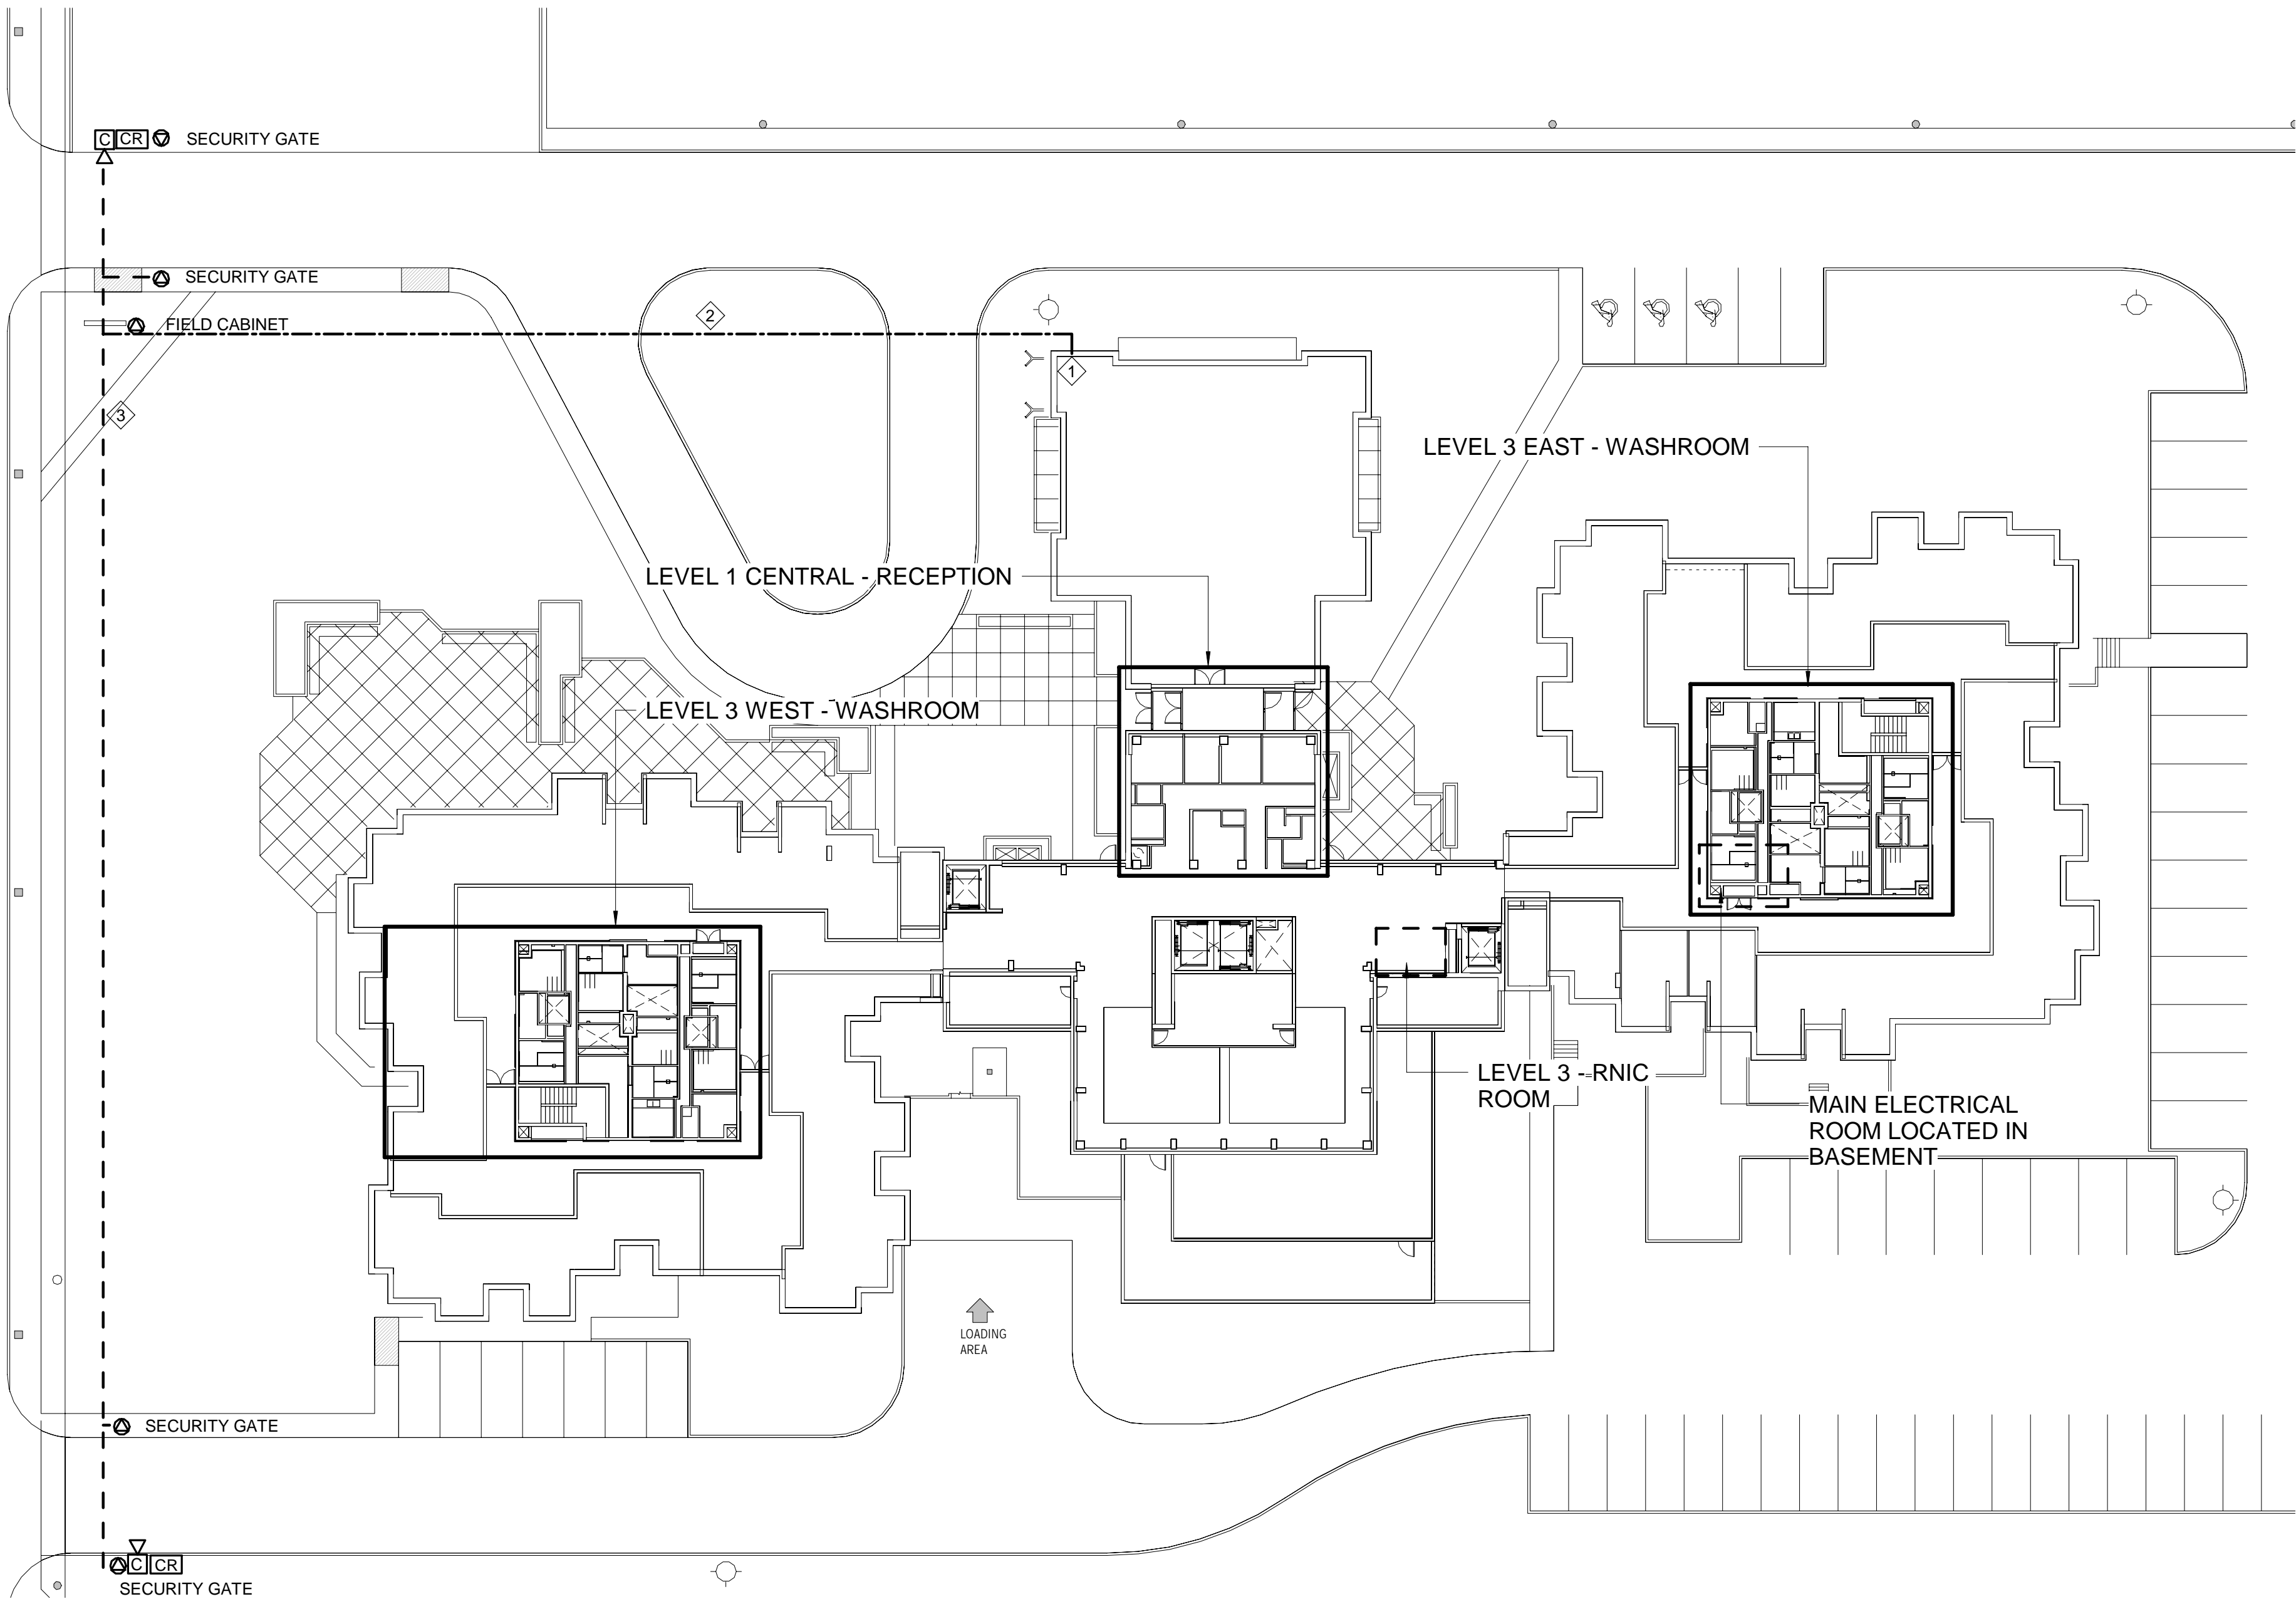 C CR SECURITY GATE
SECURITY GATE
FIELD CABINET
2
1
3
LEVEL 3 EAST - WASHROOM
LEVEL 1 CENTRAL - RECEPTION
LEVEL 3 WEST - WASHROOM
LEVEL 3 - RNIC
ROOM
MAIN ELECTRICAL
ROOM LOCATED IN
BASEMENT
LOADING
AREA
SECURITY GATE
C CR
SECURITY GATE